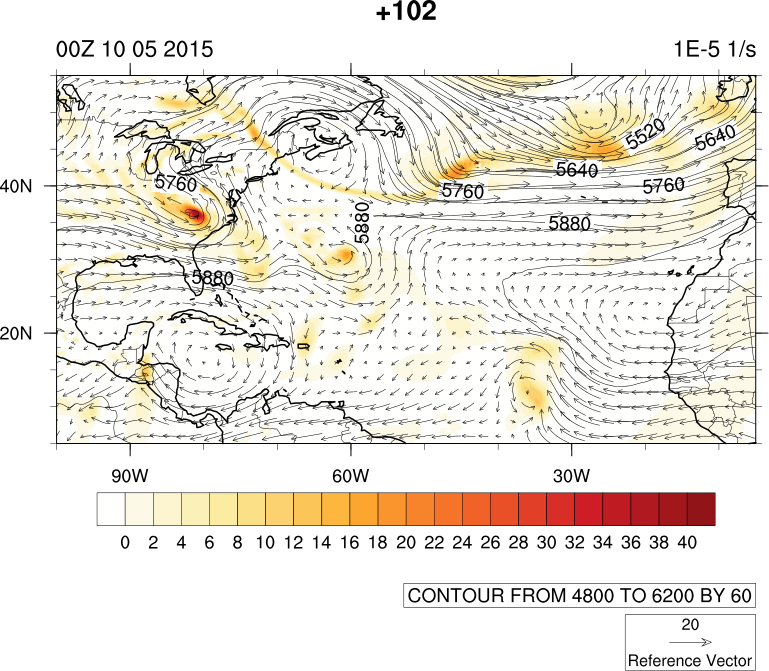 +102
00Z 10 05 2015 1E-5 1/s
5520
5640
5640
5760
5760
5760
5880
5880
5880
40N
20N
90W 60W 30W
0 2 4 6 8 10 12 14 16 18 20 22 24 26 28 30 32 34 36 38 40
CONTOUR FROM 4800 TO 6200 BY 60
20
Reference Vector